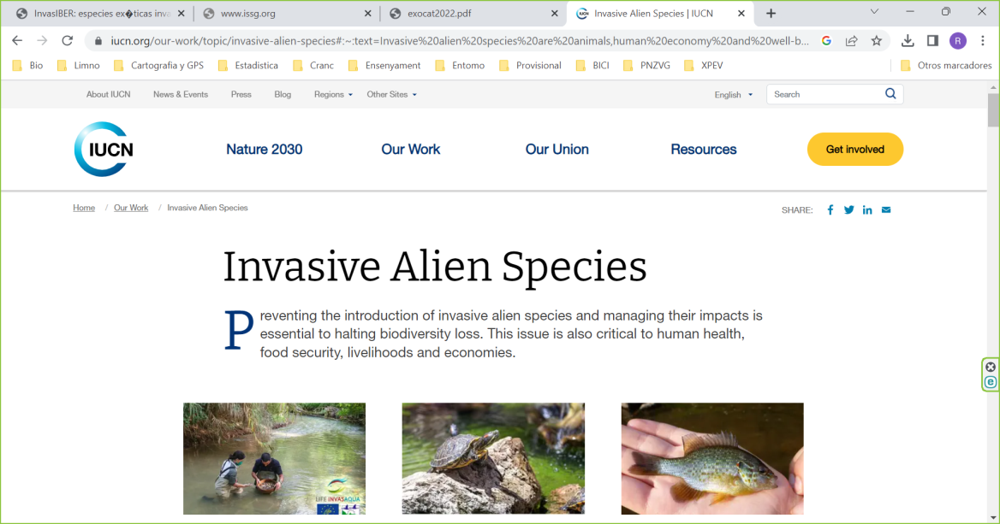 InvasIBER: especies ex�ticas inva
www.issg.org
exocat2022.pdf
Invasive Alien Species | IUCN
iucn.org/our-work/topic/invasive-alien-species#:~:text=Invasive%20alien%20species%20are%20animals,human%20economy%20and%20well-b...
R
Bio Limno Cartografia y GPS Estadistica Cranc Ensenyament Entomo Provisional BICI PNZVG XPEV Otros marcadores
About IUCN News & Events Press Blog Regions Other Sites English Search
IUCN Nature 2030 Our Work Our Union Resources Get involved
Home / Our Work / Invasive Alien Species SHARE:
Invasive Alien Species
Preventing the introduction of invasive alien species and managing their impacts is
essential to halting biodiversity loss. This issue is also critical to human health,
food security, livelihoods and economies.
LIFE INVASAQUA